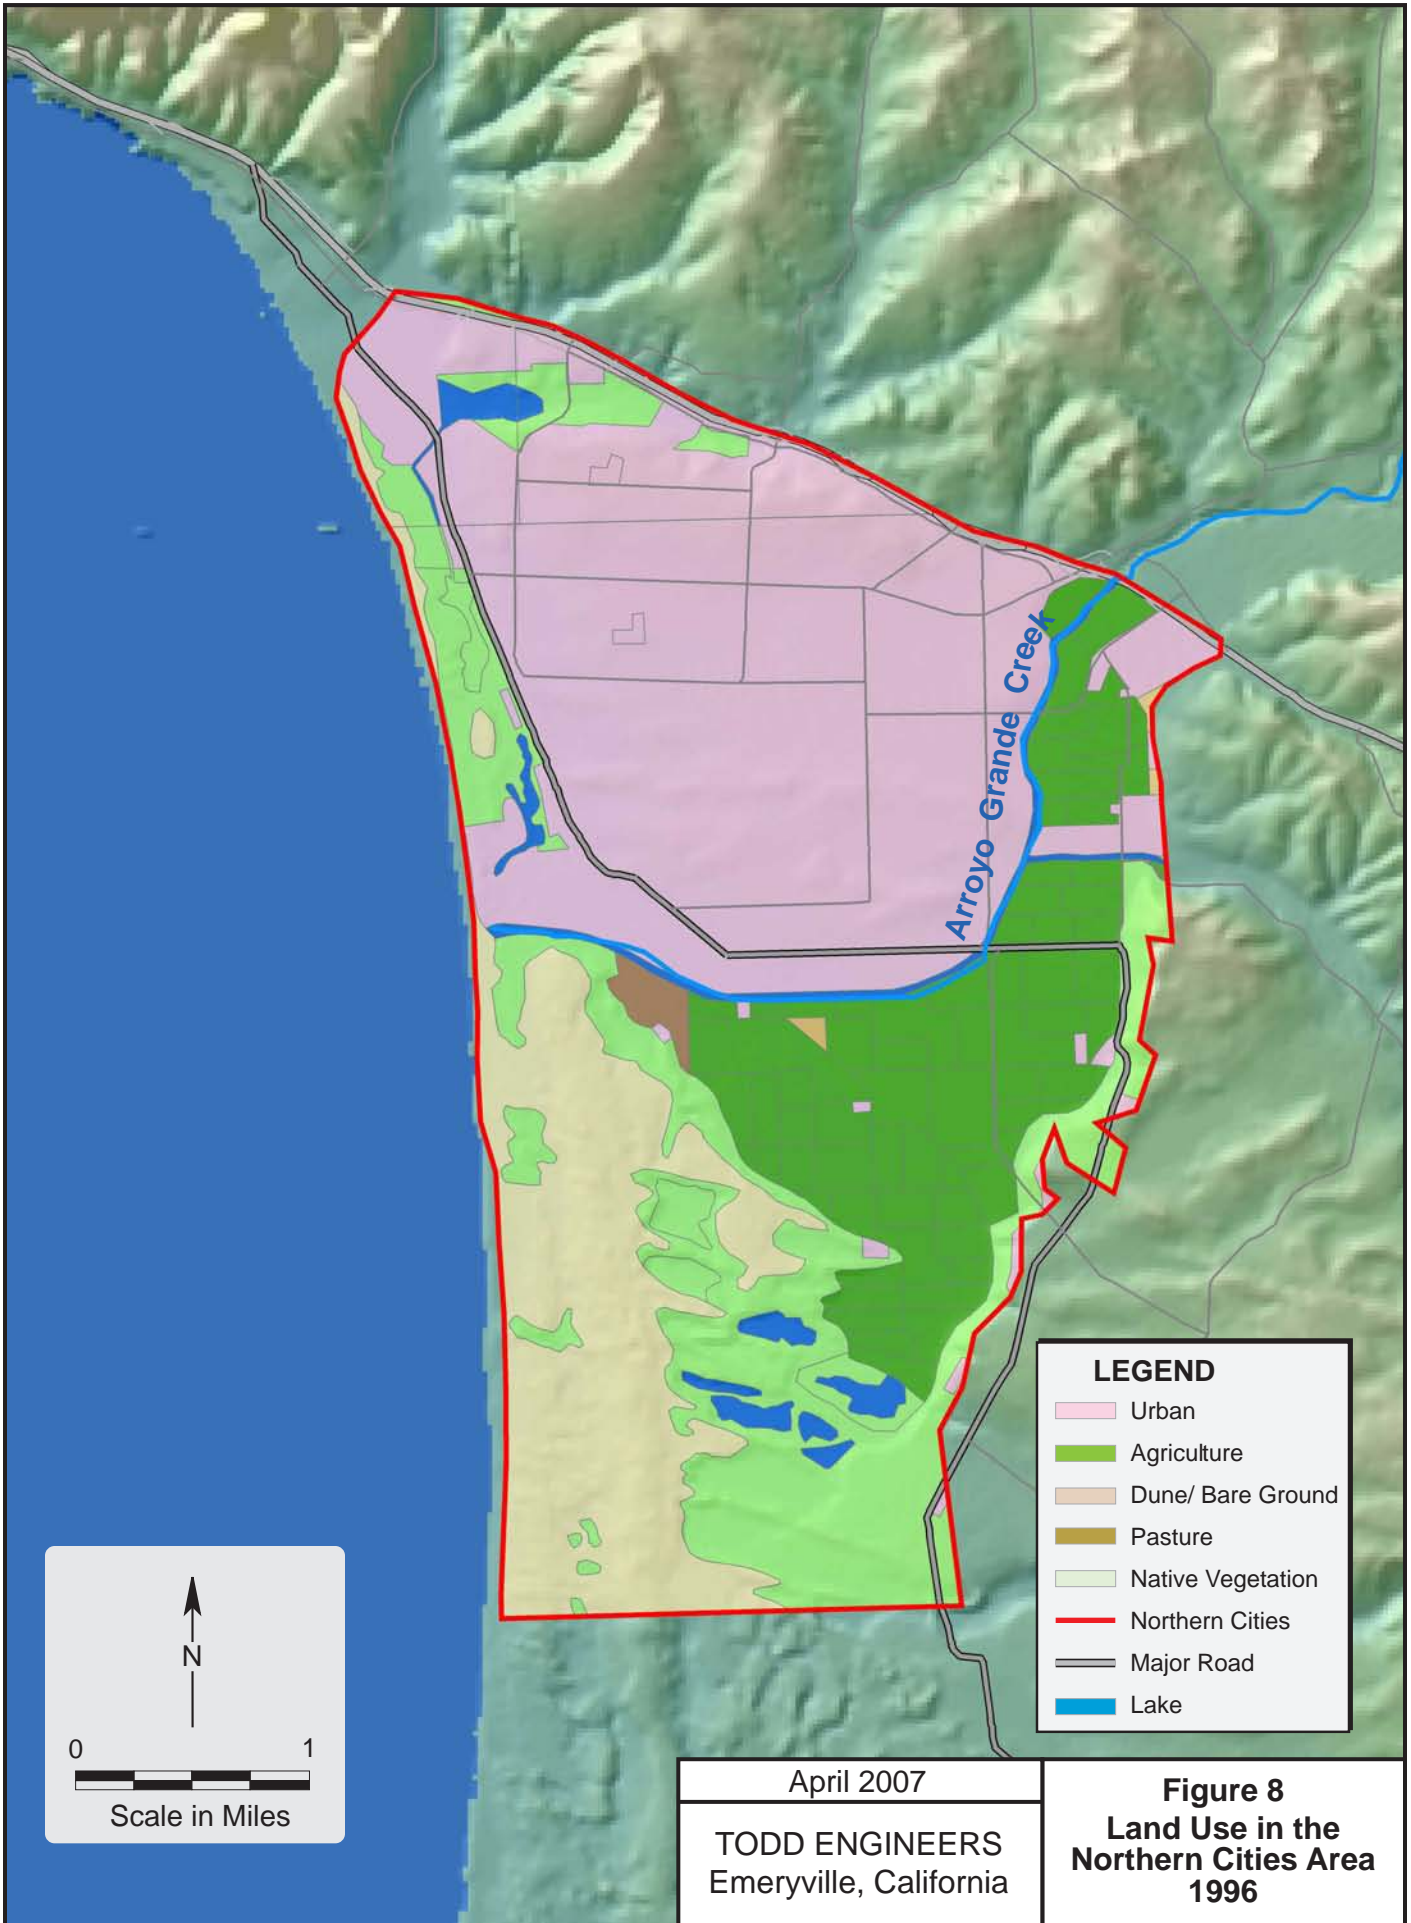 Arroyo Grande Creek
LEGEND
Urban
Agriculture
Dune/ Bare Ground
Pasture
Native Vegetation
Northern Cities
Major Road
Lake
N
0 1
Scale in Miles
April 2007
TODD ENGINEERS
Emeryville, California
Figure 8
Land Use in the
Northern Cities Area
1996